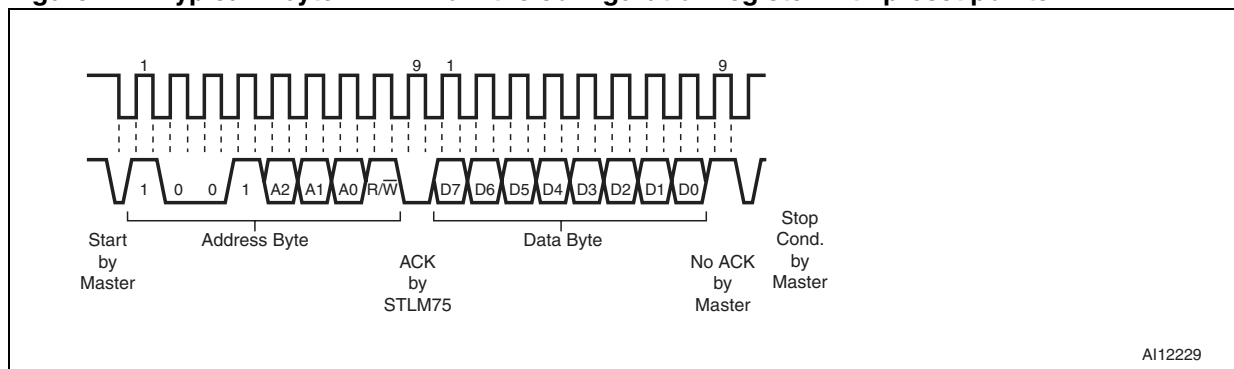 1 9 1 9
1 0 0 1 A2 A1 A0 R/W̅ D7 D6 D5 D4 D3 D2 D1 D0
Address Byte Data Byte
Start
by
Master
ACK
by
STLM75
No ACK
by
Master
Stop
Cond.
by
Master
AI12229